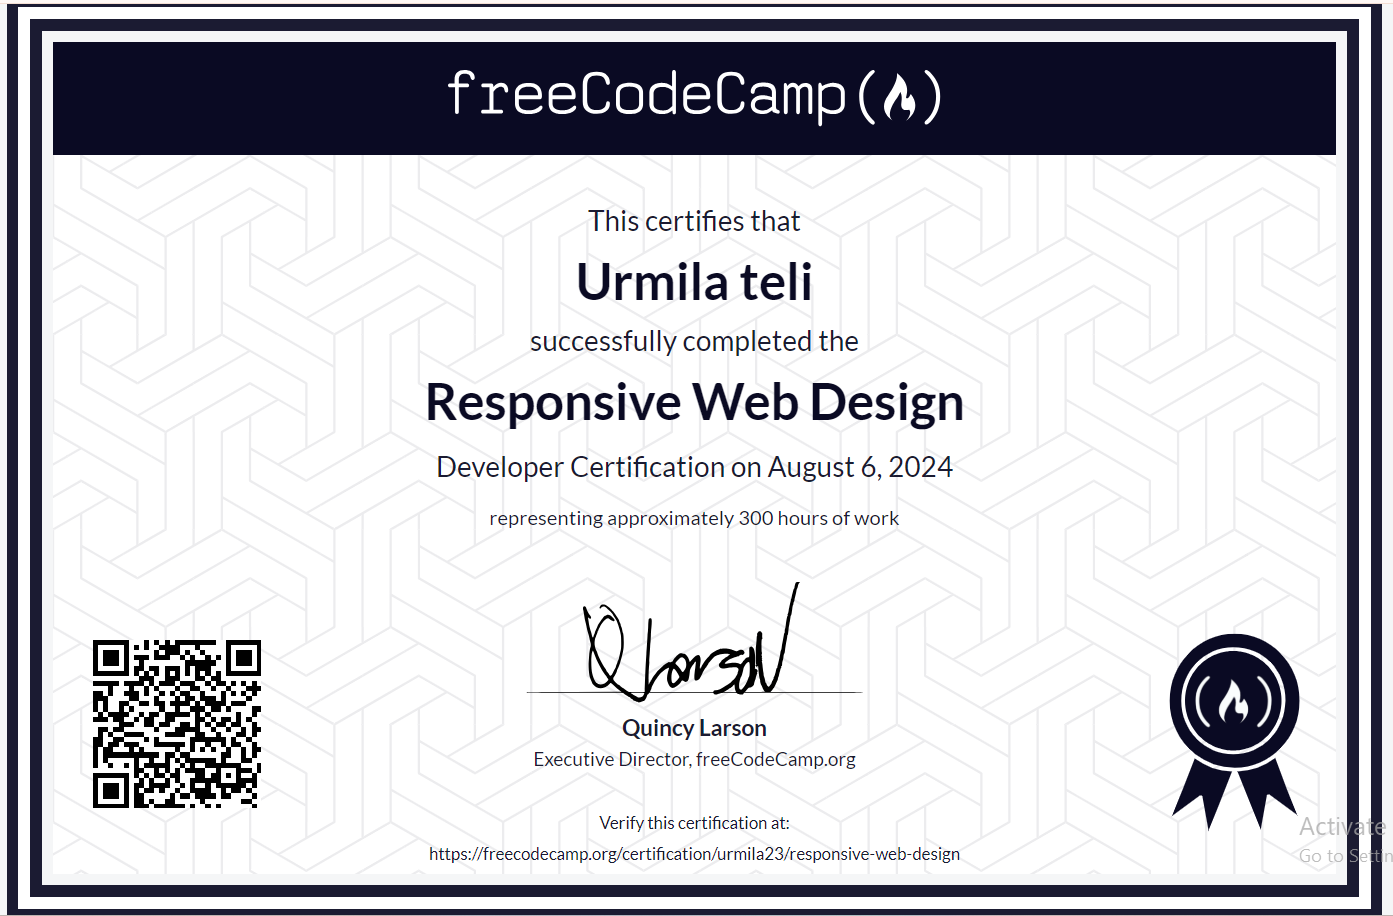 freeCodeCamp
This certifies that
Urmila teli
successfully completed the
Responsive Web Design
Developer Certification on August 6, 2024
representing approximately 300 hours of work
Quincy Larson
Executive Director, freeCodeCamp.org
Verify this certification at:
https://freecodecamp.org/certification/urmila23/responsive-web-design
Activate
Go to